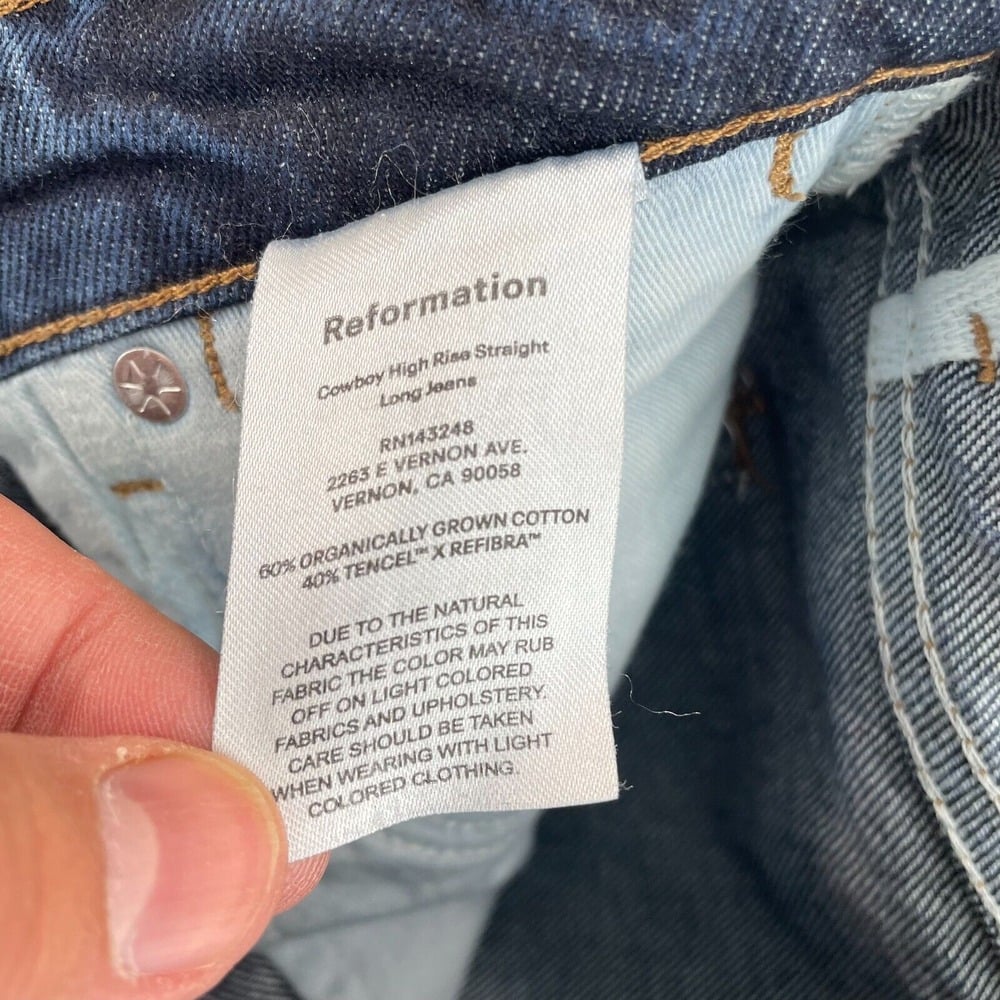 Reformation
Cowboy High Rise Straight
Long Jeans
RN143248
2263 E VERNON AVE.
VERNON, CA 90058
60% ORGANICALLY GROWN COTTON
40% TENCEL™ X REFIBRA™
DUE TO THE NATURAL
CHARACTERISTICS OF THIS
FABRIC THE COLOR MAY RUB
OFF ON LIGHT COLORED
FABRICS AND UPHOLSTERY.
CARE SHOULD BE TAKEN
WHEN WEARING WITH LIGHT
COLORED CLOTHING.